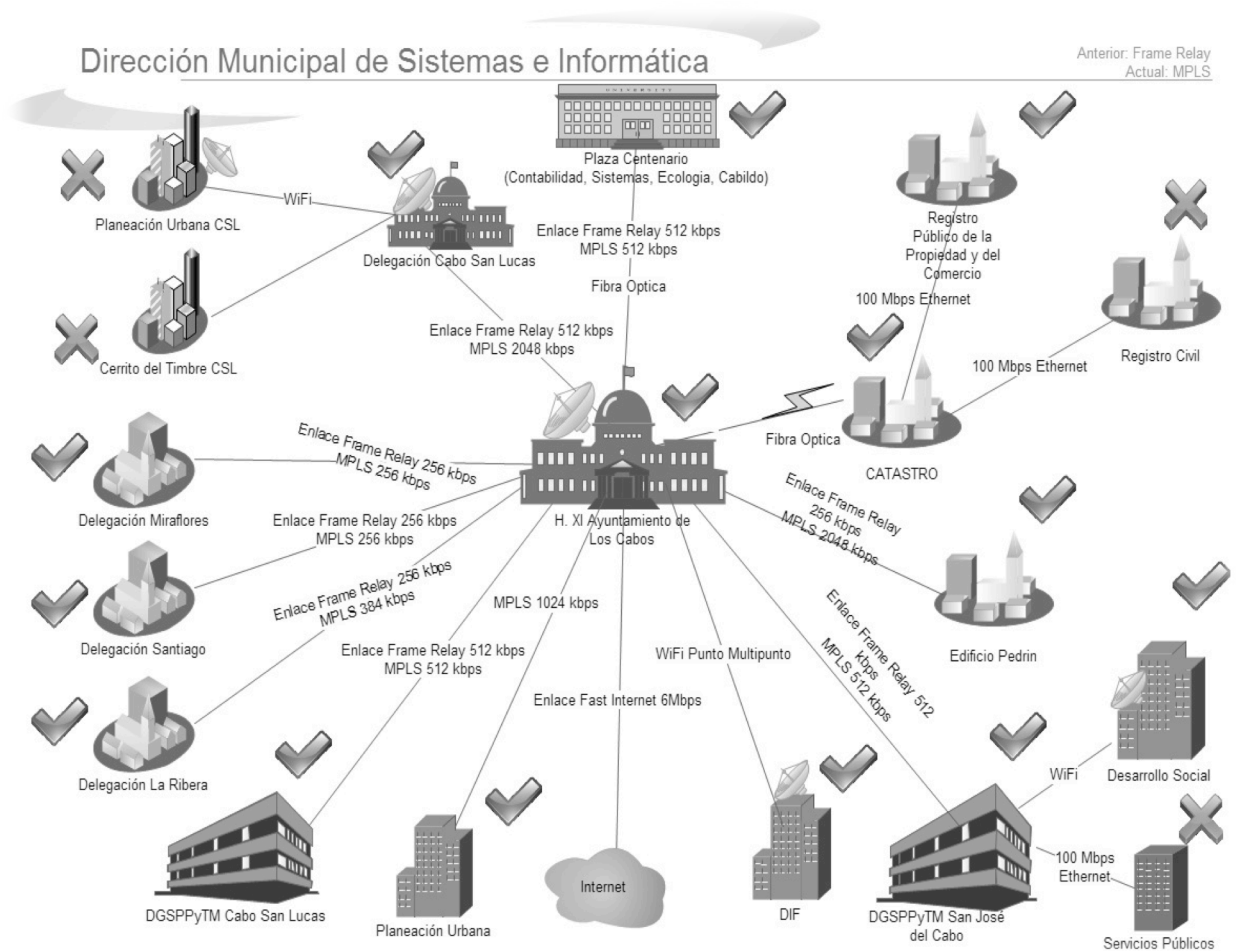 Dirección Municipal de Sistemas e Informática
Anterior: Frame Relay
Actual: MPLS
UNIVERSITY
Plaza Centenario
(Contabilidad, Sistemas, Ecologia, Cabildo)
WiFi
Planeación Urbana CSL
Delegación Cabo San Lucas
Enlace Frame Relay 512 kbps
MPLS 512 kbps
Fibra Optica
Registro
Público de la
Propiedad y del
Comercio
100 Mbps Ethernet
Enlace Frame Relay 512 kbps
MPLS 2048 kbps
Cerrito del Timbre CSL
100 Mbps Ethernet
Registro Civil
Fibra Optica
CATASTRO
Enlace Frame Relay 256 kbps
MPLS 256 kbps
Delegación Miraflores
H. XI Ayuntamiento de
Los Cabos
Enlace Frame Relay
256 kbps
MPLS 2048 kbps
Enlace Frame Relay 256 kbps
MPLS 256 kbps
Delegación Santiago
Enlace Frame Relay 256 kbps
MPLS 384 kbps
Edificio Pedrin
Enlace Frame Relay 512 kbps
MPLS 512 kbps
MPLS 1024 kbps
Enlace Fast Internet 6Mbps
WiFi Punto Multipunto
Enlace Frame Relay 512
kbps
MPLS 512 kbps
Delegación La Ribera
WiFi
Desarrollo Social
DGSPPyTM Cabo San Lucas
Planeación Urbana
Internet
DIF
DGSPPyTM San José
del Cabo
100 Mbps
Ethernet
Servicios Públicos